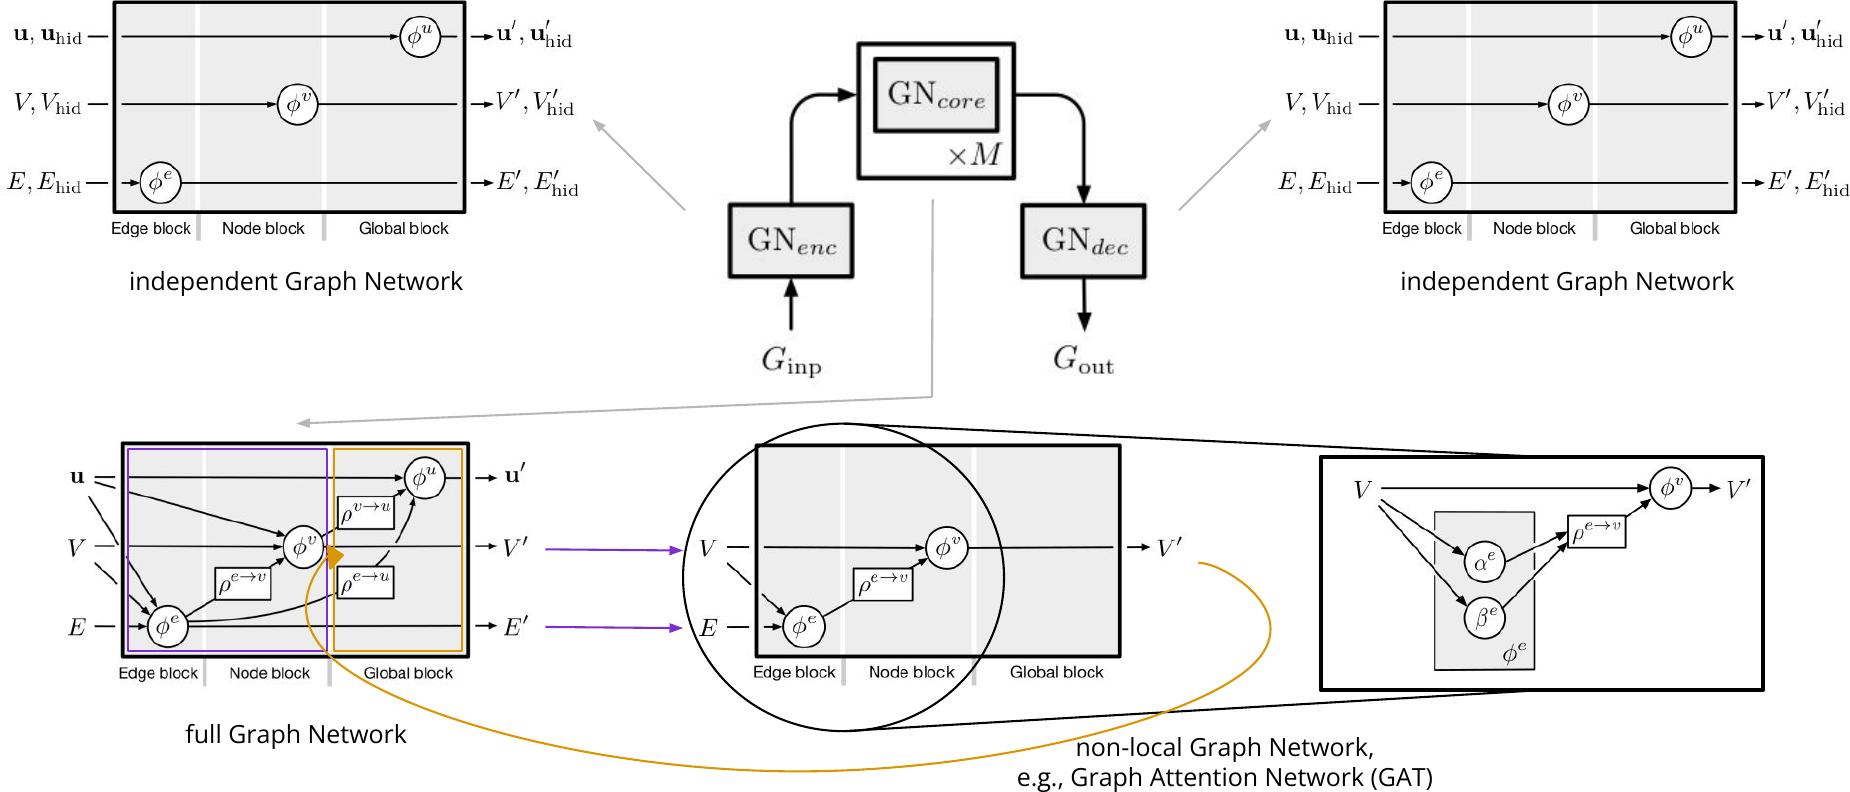 u, u_hid
V, V_hid
E, E_hid
ϕ^u
ϕ^v
ϕ^e
u′, u′_hid
V′, V′_hid
E′, E′_hid
Edge block Node block Global block
independent Graph Network
GN_core
×M
GN_enc
GN_dec
G_inp
G_out
u, u_hid
V, V_hid
E, E_hid
ϕ^u
ϕ^v
ϕ^e
u′, u′_hid
V′, V′_hid
E′, E′_hid
Edge block Node block Global block
independent Graph Network
u
V
E
ϕ^u
ρ^v→u
ϕ^v
ρ^e→v
ρ^e→u
ϕ^e
u′
V′
E′
Edge block Node block Global block
full Graph Network
V
E
ϕ^v
ρ^e→v
ϕ^e
V′
Edge block Node block Global block
V
ϕ^v
V′
ρ^e→v
α^e
β^e
ϕ^e
non-local Graph Network,
e.g., Graph Attention Network (GAT)